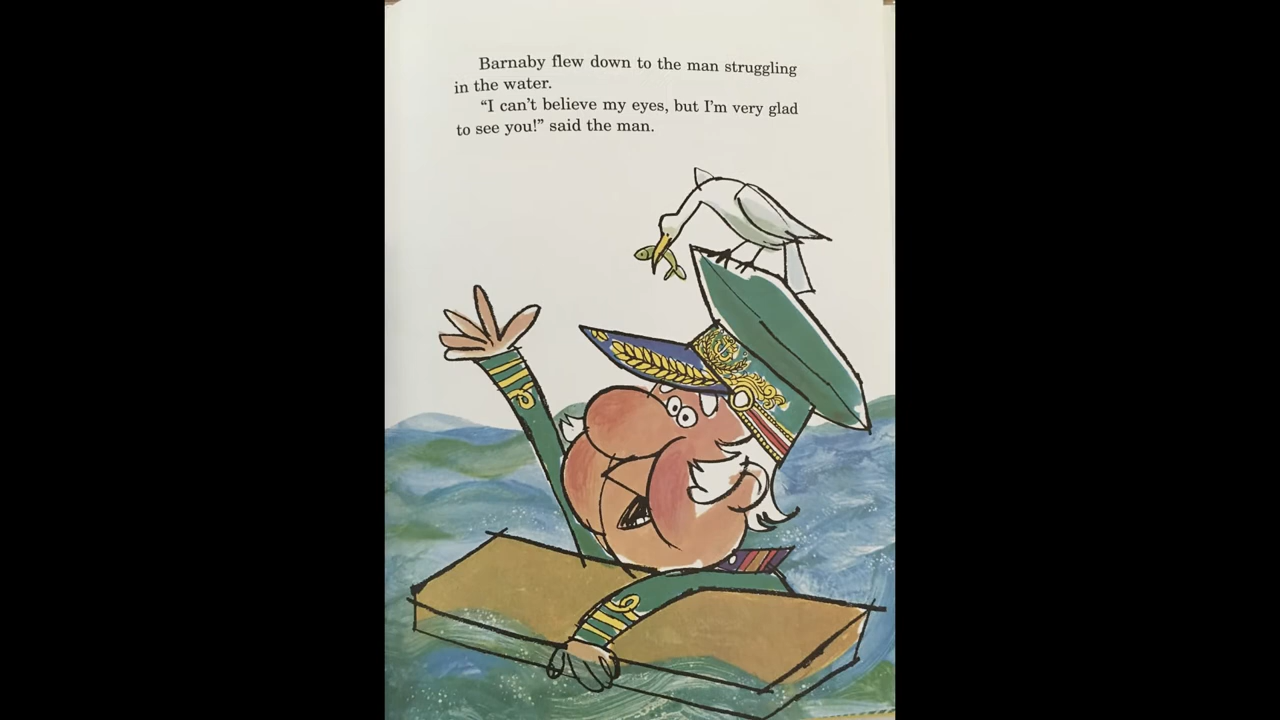 Barnaby flew down to the man struggling
in the water.
“I can’t believe my eyes, but I’m very glad
to see you!” said the man.